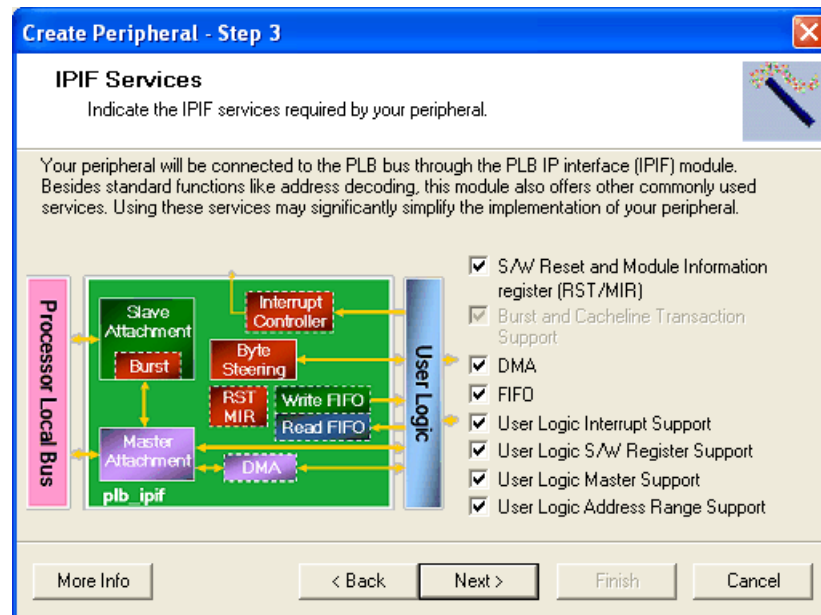 Create Peripheral - Step 3
IPIF Services
Indicate the IPIF services required by your peripheral.
Your peripheral will be connected to the PLB bus through the PLB IP interface (IPIF) module.
Besides standard functions like address decoding, this module also offers other commonly used
services. Using these services may significantly simplify the implementation of your peripheral.
Processor Local Bus
Slave
Attachment
Burst
Master
Attachment
plb_ipif
Interrupt
Controller
Byte
Steering
RST
MIR
Write FIFO
Read FIFO
DMA
User Logic
S/W Reset and Module Information
register (RST/MIR)
Burst and Cacheline Transaction
Support
DMA
FIFO
User Logic Interrupt Support
User Logic S/W Register Support
User Logic Master Support
User Logic Address Range Support
More Info
< Back
Next >
Finish
Cancel